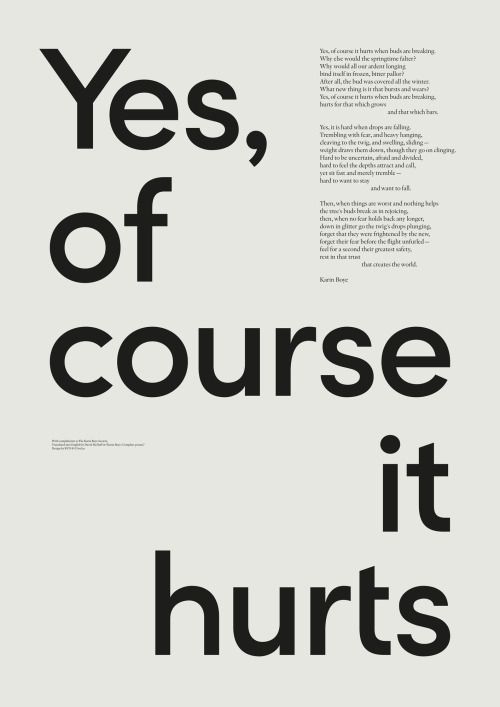 Yes,
of
course
it
hurts
Yes, of course it hurts when buds are breaking.
Why else would the springtime falter?
Why would all our ardent longing
bind itself in frozen, bitter pallor?
After all, the bud was covered all the winter.
What new thing is it that bursts and wears?
Yes, of course it hurts when buds are breaking,
hurts for that which grows
and that which bars.
Yes, it is hard when drops are falling.
Trembling with fear, and heavy hanging,
cleaving to the twig, and swelling, sliding –
weight draws them down, though they go on clinging.
Hard to be uncertain, afraid and divided,
hard to feel the depths attract and call,
yet sit fast and merely tremble –
hard to want to stay
and want to fall.
Then, when things are worst and nothing helps
the tree's buds break as in rejoicing,
then, when no fear holds back any longer,
down in glitter go the twig's drops plunging,
forget that they were frightened by the new,
forget their fear before the flight unfurled –
feel for a second their greatest safety,
rest in that trust
that creates the world.
Karin Boye